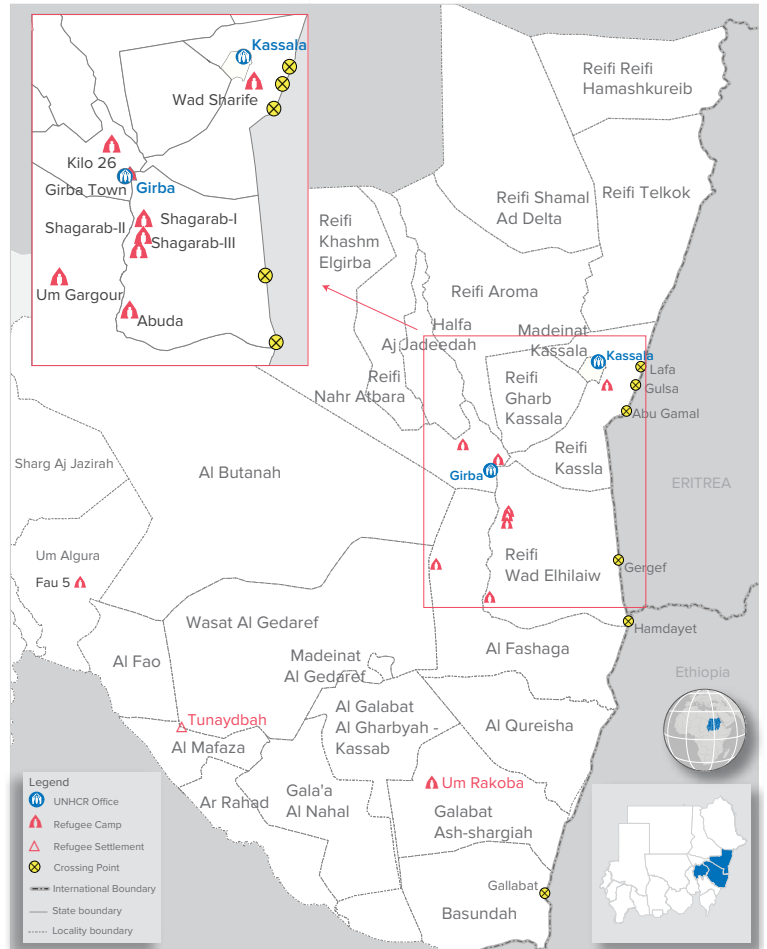 Kassala
Wad Sharife
Kilo 26
Girba Town
Girba
Shagarab-I
Shagarab-II
Shagarab-III
Um Gargour
Abuda
Reifi Reifi
Hamashkureib
Reifi Shamal
Ad Delta
Reifi Telkok
Reifi
Khashm
Elgirba
Reifi Aroma
Halfa
Aj Jadeedah
Madeinat
Kassala
Kassala
Lafa
Gulsa
Abu Gamal
Reifi
Nahr Atbara
Reifi
Gharb
Kassala
Reifi
Kassla
Girba
Sharg Aj Jazirah
Al Butanah
ERITREA
Um Algura
Fau 5
Reifi
Wad Elhilaiw
Gergef
Wasat Al Gedaref
Hamdayet
Al Fao
Madeinat
Al Gedaref
Al Fashaga
Ethiopia
Tunaydbah
Al Mafaza
Al Galabat
Al Gharbyah -
Kassab
Al Qureisha
Ar Rahad
Gala'a
Al Nahal
Um Rakoba
Galabat
Ash-shargiah
Gallabat
Basundah
Legend
UNHCR Office
Refugee Camp
Refugee Settlement
Crossing Point
International Boundary
State boundary
Locality boundary